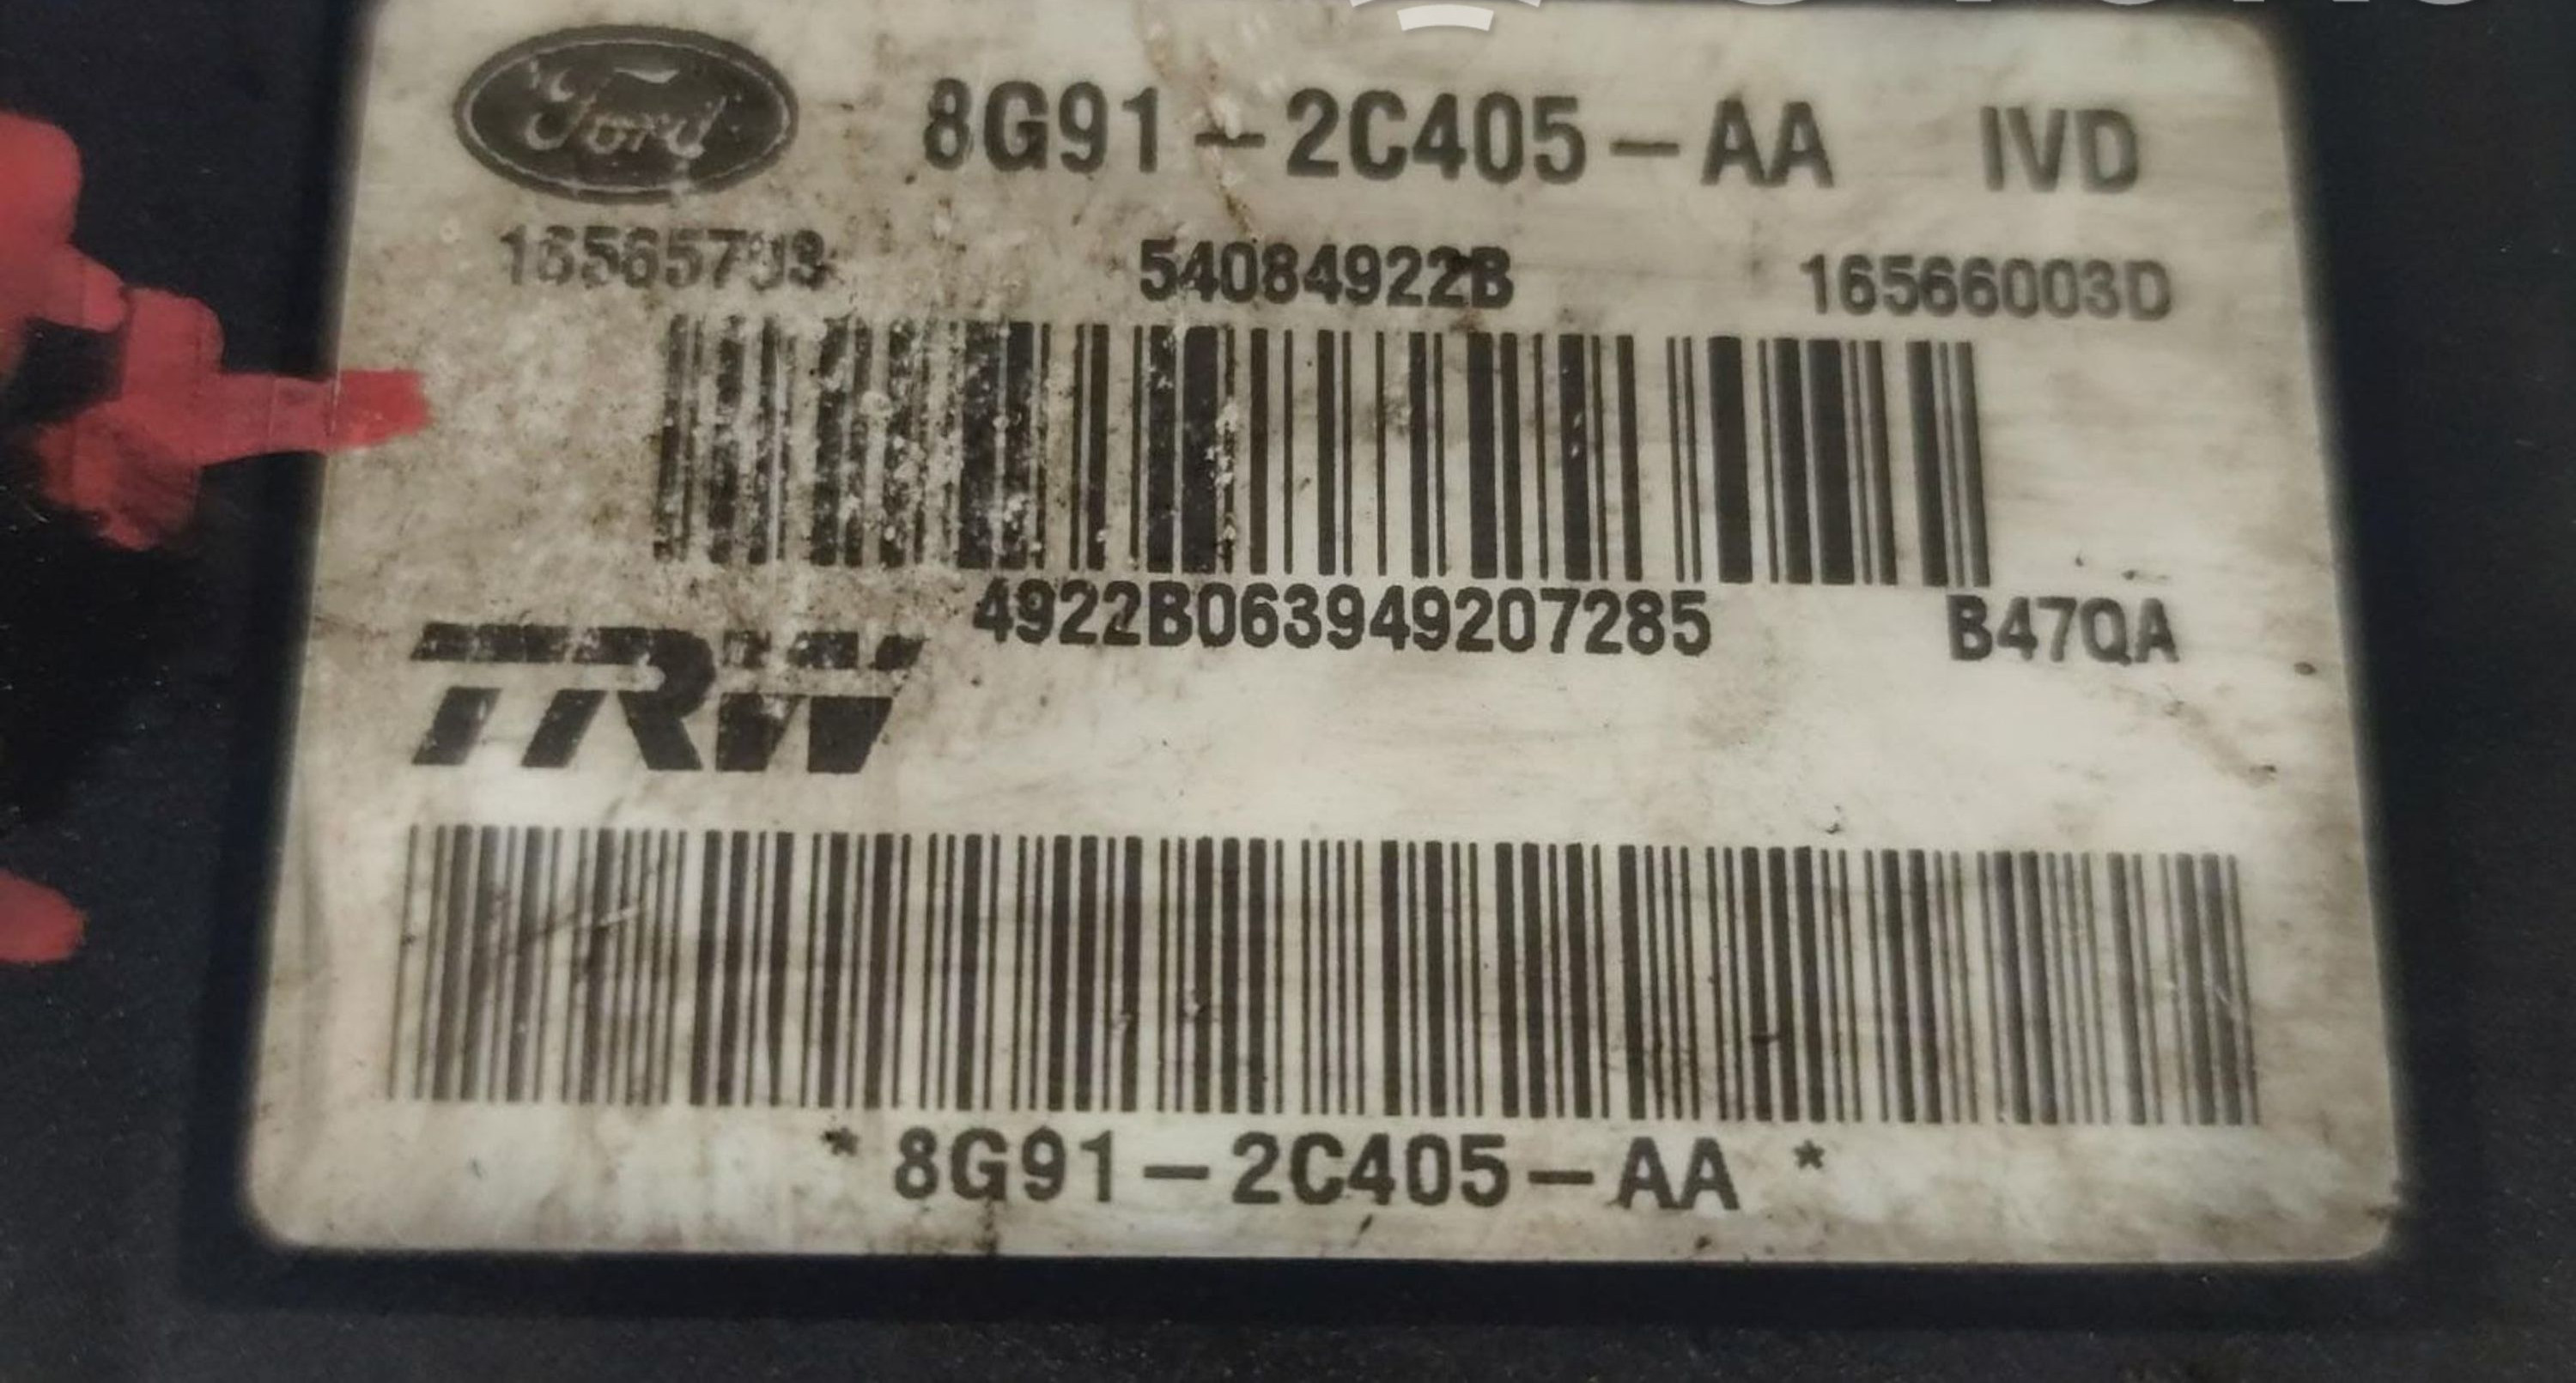 Ford 8G91-2C405-AA IVD
54084922B 16566003D
4922B063949207285 B47QA
TRW
* 8G91-2C405-AA *